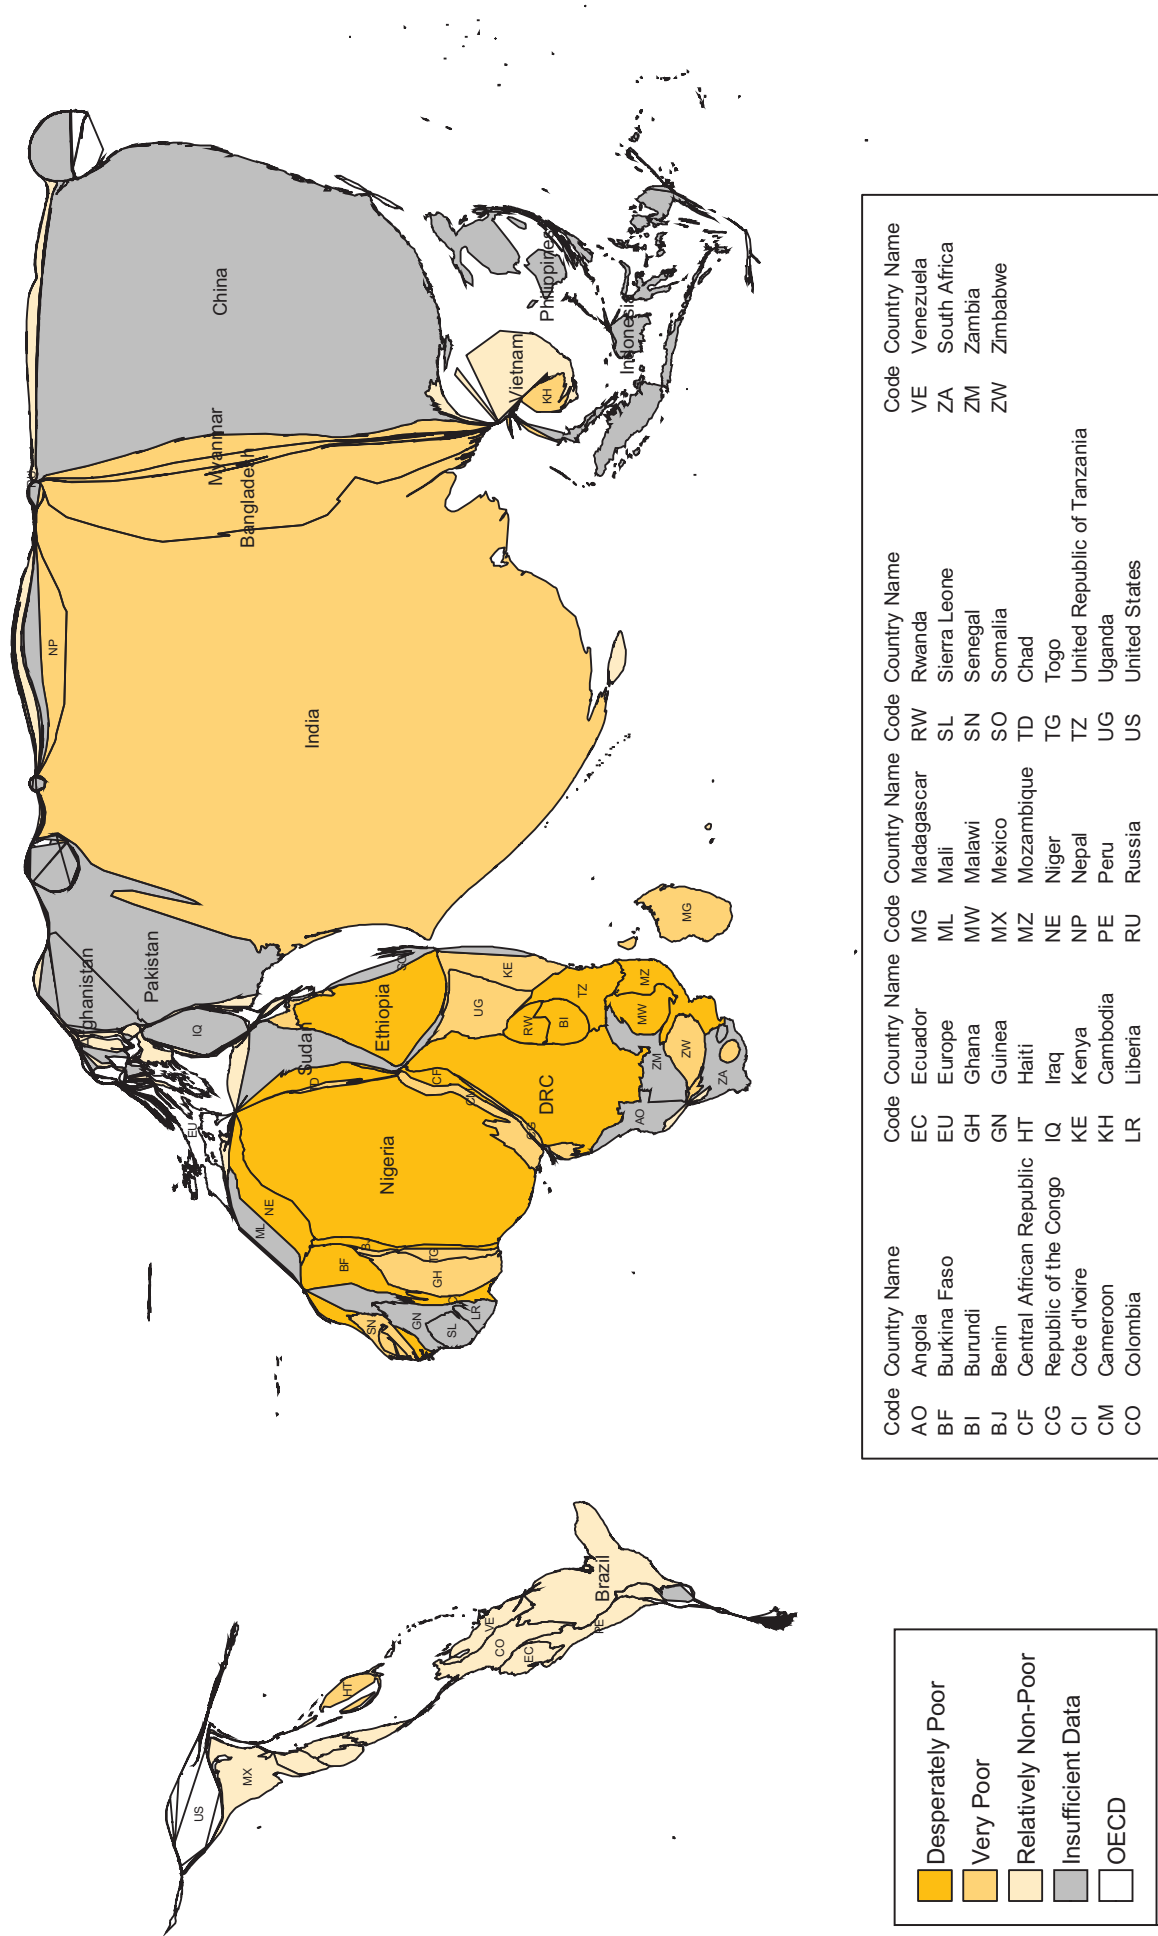 US
MX
HT
VE
CO
EC
PE
Brazil
EU
Afghanistan
Pakistan
IQ
NP
India
China
Myanmar
Bangladesh
Vietnam
KH
Philippines
Indonesia
Sudan
Ethiopia
SO
TD
CF
CM
CG
Nigeria
NE
ML
BF
BJ
TG
GH
SN
GN
SL
LR
DRC
UG
KE
RW
BI
TZ
MW
MZ
ZM
AO
ZW
ZA
MG
Desperately Poor
Very Poor
Relatively Non-Poor
Insufficient Data
OECD
Code Country Name Code Country Name Code Country Name Code Country Name Code Country Name
AO Angola EC Ecuador MG Madagascar RW Rwanda VE Venezuela
BF Burkina Faso EU Europe ML Mali SL Sierra Leone ZA South Africa
BI Burundi GH Ghana MW Malawi SN Senegal ZM Zambia
BJ Benin GN Guinea MX Mexico SO Somalia ZW Zimbabwe
CF Central African Republic HT Haiti MZ Mozambique TD Chad
CG Republic of the Congo IQ Iraq NE Niger TG Togo
CI Cote d'Ivoire KE Kenya NP Nepal TZ United Republic of Tanzania
CM Cameroon KH Cambodia PE Peru UG Uganda
CO Colombia LR Liberia RU Russia US United States